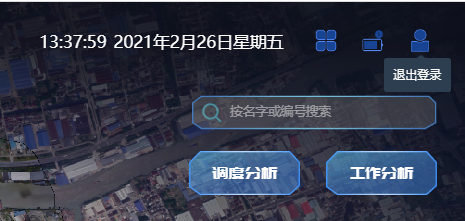 13:37:59 2021年2月26日星期五
退出登录
按名字或编号搜索
调度分析 工作分析